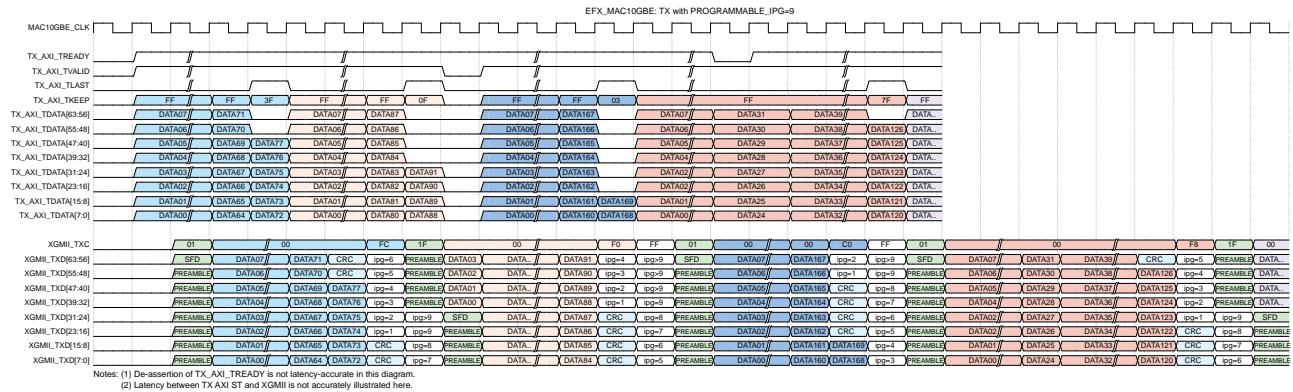 EFX_MAC10GBE: TX with PROGRAMMABLE_IPG=9
MAC10GBE_CLK
TX_AXI_TREADY
TX_AXI_TVALID
TX_AXI_TLAST
TX_AXI_TKEEP FF FF 3F FF FF 0F FF FF 03 FF 7F FF
TX_AXI_TDATA[63:56] DATA07 DATA71 DATA07 DATA87 DATA07 DATA167 DATA07 DATA31 DATA39 DATA..
TX_AXI_TDATA[55:48] DATA06 DATA70 DATA06 DATA86 DATA06 DATA166 DATA06 DATA30 DATA38 DATA126 DATA..
TX_AXI_TDATA[47:40] DATA05 DATA69 DATA77 DATA05 DATA85 DATA05 DATA165 DATA05 DATA29 DATA37 DATA125 DATA..
TX_AXI_TDATA[39:32] DATA04 DATA68 DATA76 DATA04 DATA84 DATA04 DATA164 DATA04 DATA28 DATA36 DATA124 DATA..
TX_AXI_TDATA[31:24] DATA03 DATA67 DATA75 DATA03 DATA83 DATA91 DATA03 DATA163 DATA02 DATA27 DATA35 DATA123 DATA..
TX_AXI_TDATA[23:16] DATA02 DATA66 DATA74 DATA02 DATA82 DATA90 DATA02 DATA162 DATA02 DATA26 DATA34 DATA122 DATA..
TX_AXI_TDATA[15:8] DATA01 DATA65 DATA73 DATA01 DATA81 DATA89 DATA01 DATA161 DATA169 DATA01 DATA25 DATA33 DATA121 DATA..
TX_AXI_TDATA[7:0] DATA00 DATA64 DATA72 DATA00 DATA80 DATA88 DATA00 DATA160 DATA168 DATA00 DATA24 DATA32 DATA120 DATA..
XGMII_TXC 01 00 FC 1F 00 F0 FF 01 00 00 C0 FF 01 00 F8 1F 00
XGMII_TXD[63:56] SFD DATA07 DATA71 CRC ipg=6 PREAMBLE DATA03 DATA.. DATA91 ipg=4 ipg>9 SFD DATA07 DATA167 ipg=2 ipg>9 SFD DATA07 DATA31 DATA39 CRC ipg=5 PREAMBLE DATA..
XGMII_TXD[55:48] PREAMBLE DATA06 DATA70 CRC ipg=5 PREAMBLE DATA02 DATA.. DATA90 ipg=3 ipg>9 PREAMBLE DATA06 DATA166 ipg=1 ipg=9 PREAMBLE DATA06 DATA30 DATA38 DATA126 ipg=4 PREAMBLE DATA..
XGMII_TXD[47:40] PREAMBLE DATA05 DATA69 DATA77 ipg=4 PREAMBLE DATA01 DATA.. DATA89 ipg=2 ipg>9 PREAMBLE DATA05 DATA165 CRC ipg=8 PREAMBLE DATA05 DATA29 DATA37 DATA125 ipg=3 PREAMBLE DATA..
XGMII_TXD[39:32] PREAMBLE DATA04 DATA68 DATA76 ipg=3 PREAMBLE DATA00 DATA.. DATA88 ipg=1 ipg=9 PREAMBLE DATA04 DATA164 CRC ipg=7 PREAMBLE DATA04 DATA28 DATA36 DATA124 ipg=2 PREAMBLE DATA..
XGMII_TXD[31:24] PREAMBLE DATA03 DATA67 DATA75 ipg=2 ipg>9 SFD DATA.. DATA87 CRC ipg=8 PREAMBLE DATA03 DATA163 CRC ipg=6 PREAMBLE DATA03 DATA27 DATA35 DATA123 ipg=1 ipg=9 SFD
XGMII_TXD[23:16] PREAMBLE DATA02 DATA66 DATA74 ipg=1 ipg=9 PREAMBLE DATA.. DATA86 CRC ipg=7 PREAMBLE DATA02 DATA162 CRC ipg=5 PREAMBLE DATA02 DATA26 DATA34 DATA122 CRC ipg=8 PREAMBLE
XGMII_TXD[15:8] PREAMBLE DATA01 DATA65 DATA73 CRC ipg=8 PREAMBLE DATA.. DATA85 CRC ipg=6 PREAMBLE DATA01 DATA161 DATA169 ipg=4 PREAMBLE DATA01 DATA25 DATA33 DATA121 CRC ipg=7 PREAMBLE
XGMII_TXD[7:0] PREAMBLE DATA00 DATA64 DATA72 CRC ipg=7 PREAMBLE DATA.. DATA84 CRC ipg=5 PREAMBLE DATA00 DATA160 DATA168 ipg=3 PREAMBLE DATA00 DATA24 DATA32 DATA120 CRC ipg=6 PREAMBLE
Notes: (1) De-assertion of TX_AXI_TREADY is not latency-accurate in this diagram.
(2) Latency between TX AXI ST and XGMII is not accurately illustrated here.